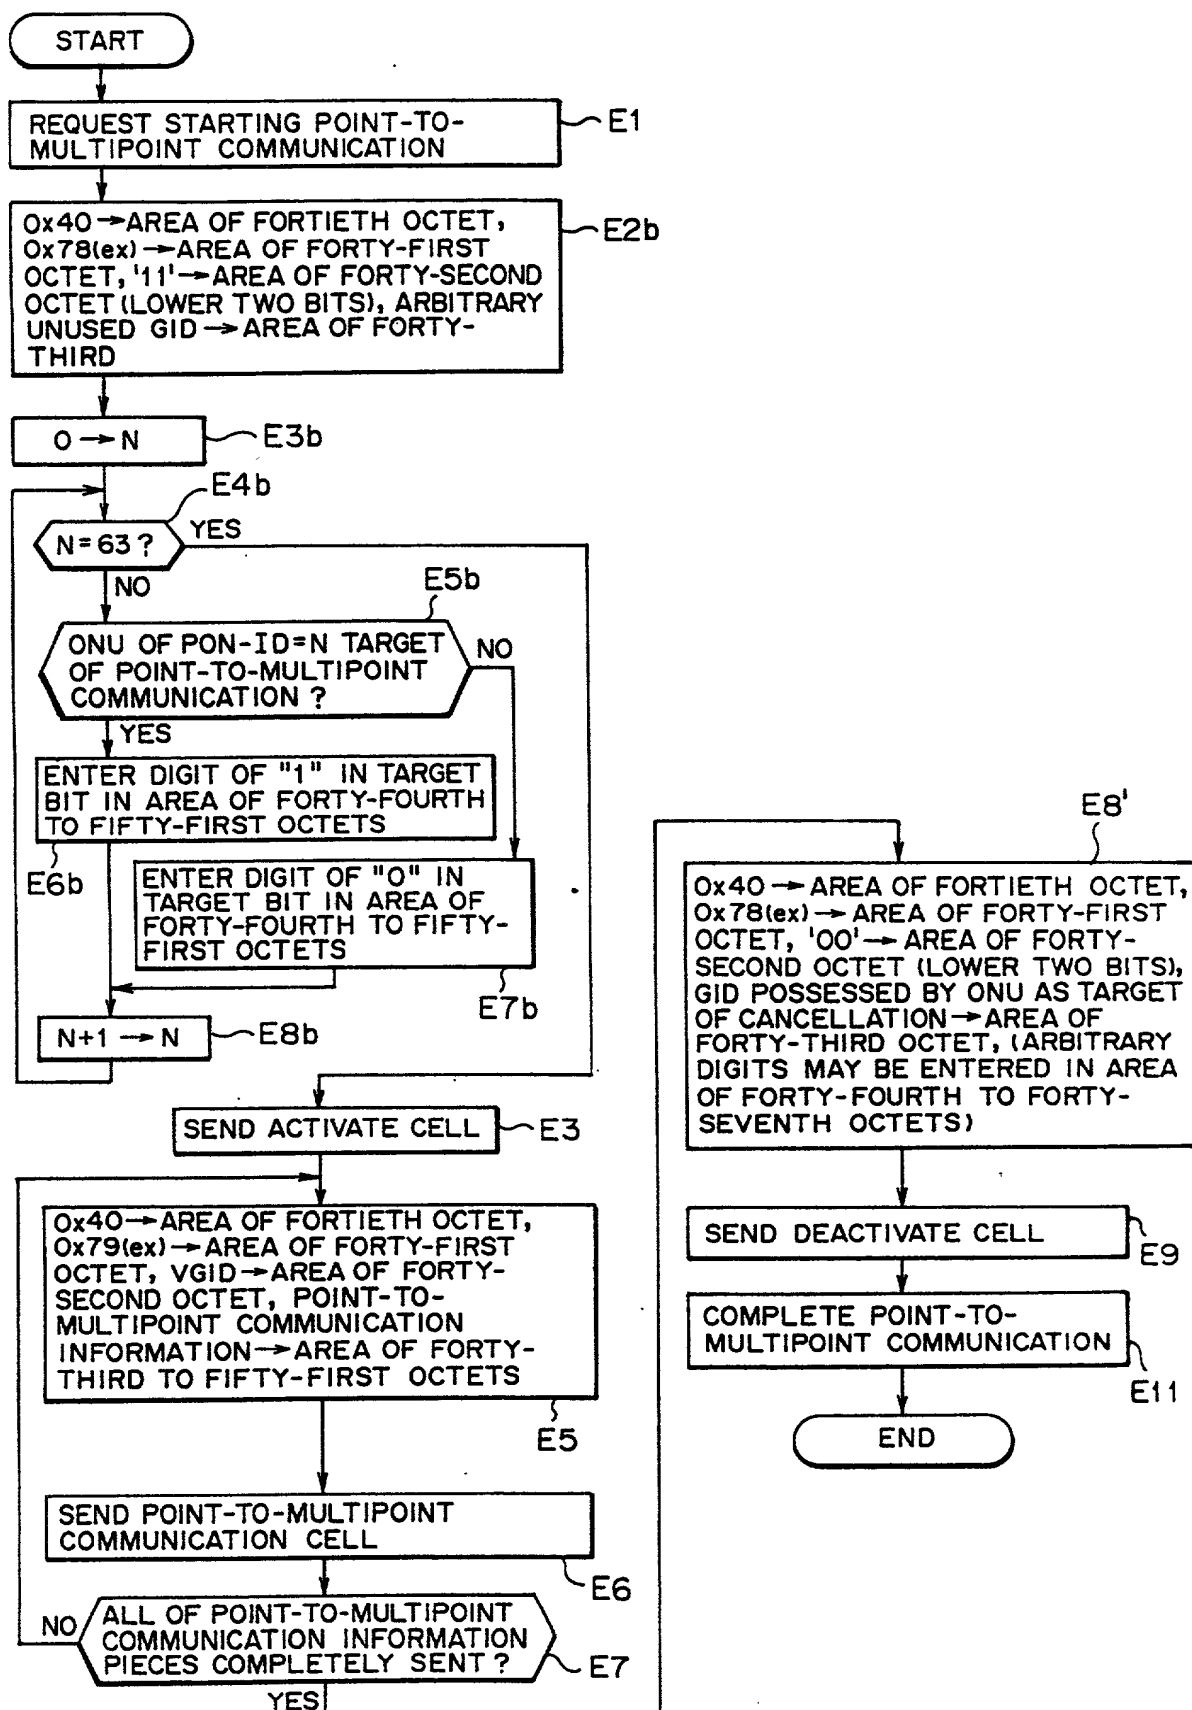 START
REQUEST STARTING POINT-TO-
MULTIPOINT COMMUNICATION
E1
0x40→AREA OF FORTIETH OCTET,
0x78(ex)→AREA OF FORTY-FIRST
OCTET, '11'→AREA OF FORTY-SECOND
OCTET (LOWER TWO BITS), ARBITRARY
UNUSED GID→AREA OF FORTY-
THIRD
E2b
0→N
E3b
E4b
N=63?
YES
NO
E5b
ONU OF PON-ID=N TARGET
OF POINT-TO-MULTIPOINT
COMMUNICATION?
NO
YES
ENTER DIGIT OF "1" IN TARGET
BIT IN AREA OF FORTY-FOURTH
TO FIFTY-FIRST OCTETS
E6b
ENTER DIGIT OF "0" IN
TARGET BIT IN AREA OF
FORTY-FOURTH TO FIFTY-
FIRST OCTETS
E7b
N+1→N
E8b
SEND ACTIVATE CELL
E3
0x40→AREA OF FORTIETH OCTET,
0x79(ex)→AREA OF FORTY-FIRST
OCTET, VGID→AREA OF FORTY-
SECOND OCTET, POINT-TO-
MULTIPOINT COMMUNICATION
INFORMATION→AREA OF FORTY-
THIRD TO FIFTY-FIRST OCTETS
E5
SEND POINT-TO-MULTIPOINT
COMMUNICATION CELL
E6
ALL OF POINT-TO-MULTIPOINT
COMMUNICATION INFORMATION
PIECES COMPLETELY SENT?
NO
E7
YES
E8'
0x40→AREA OF FORTIETH OCTET,
0x78(ex)→AREA OF FORTY-FIRST
OCTET, '00'→AREA OF FORTY-
SECOND OCTET (LOWER TWO BITS),
GID POSSESSED BY ONU AS TARGET
OF CANCELLATION→AREA OF
FORTY-THIRD OCTET, (ARBITRARY
DIGITS MAY BE ENTERED IN AREA
OF FORTY-FOURTH TO FORTY-
SEVENTH OCTETS)
SEND DEACTIVATE CELL
E9
COMPLETE POINT-TO-
MULTIPOINT COMMUNICATION
E11
END